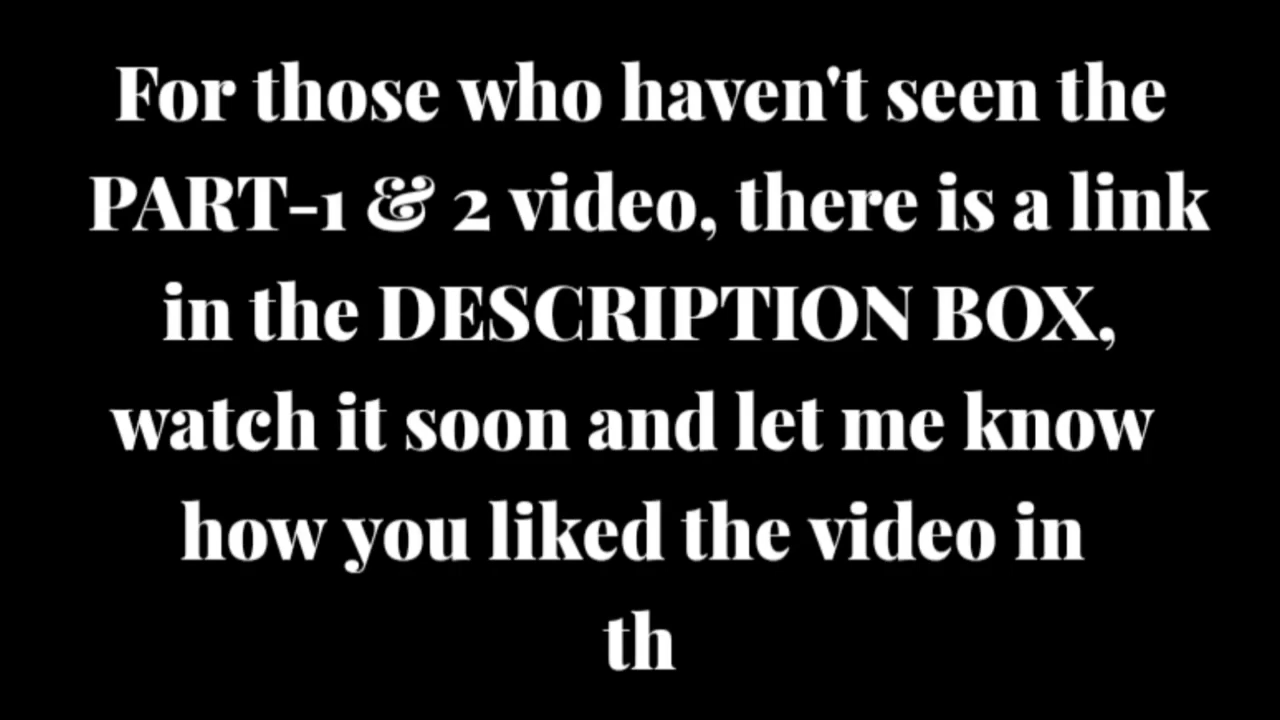 For those who haven't seen the
PART-1 & 2 video, there is a link
in the DESCRIPTION BOX,
watch it soon and let me know
how you liked the video in
th